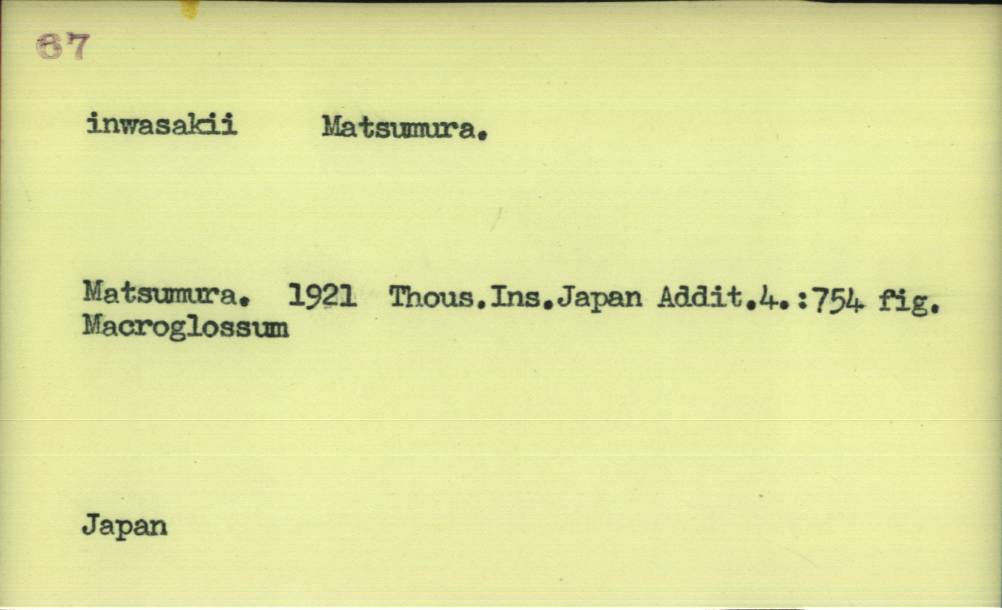 67
inwasakii Matsumura.
Matsumura. 1921 Thous.Ins.Japan Addit.4.:754 fig.
Macroglossum
Japan